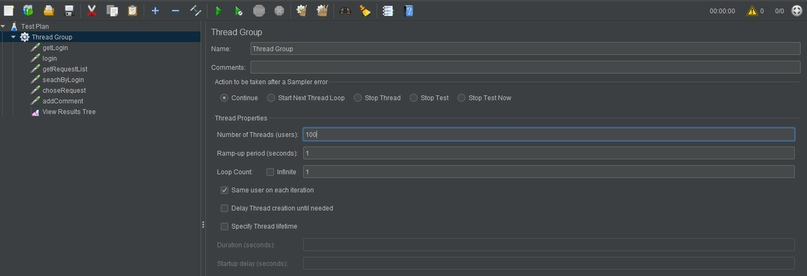 00:00:00 0 0/0
Test Plan
Thread Group
getLogin
login
getRequestList
seachByLogin
choseRequest
addComment
View Results Tree
Thread Group
Name: Thread Group
Comments:
Action to be taken after a Sampler error
Continue Start Next Thread Loop Stop Thread Stop Test Stop Test Now
Thread Properties
Number of Threads (users): 100
Ramp-up period (seconds): 1
Loop Count: Infinite 1
Same user on each iteration
Delay Thread creation until needed
Specify Thread lifetime
Duration (seconds):
Startup delay (seconds):